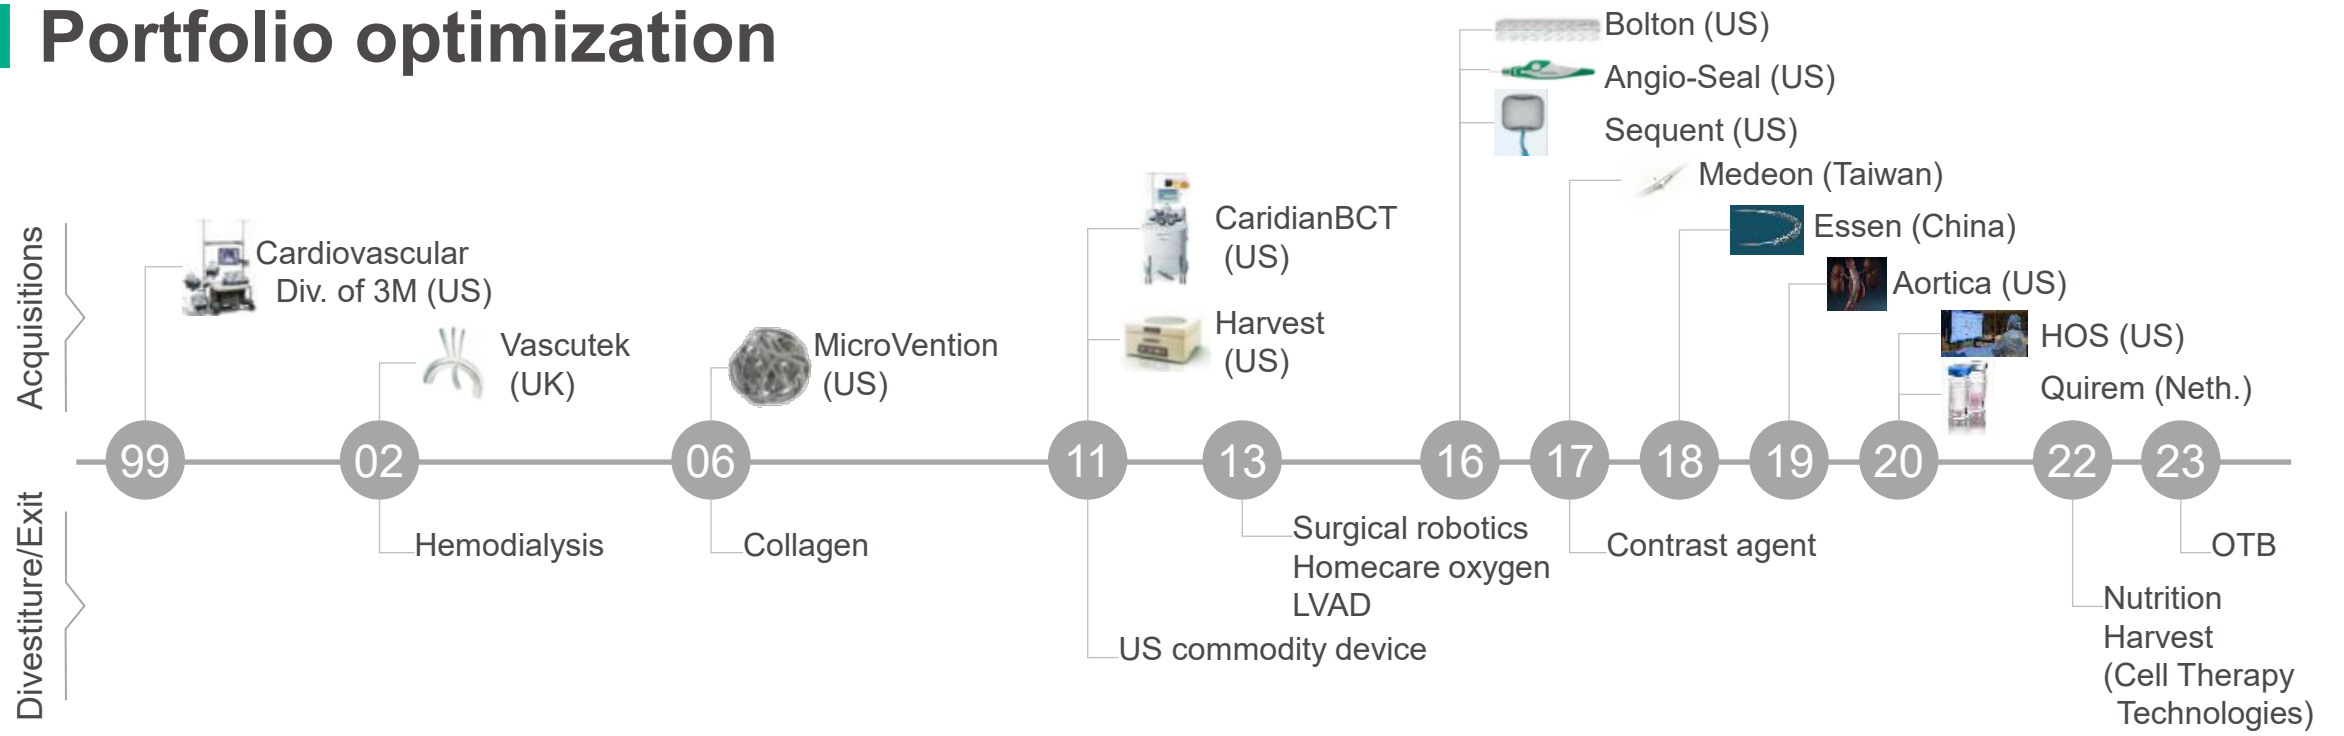 Portfolio optimization
Acquisitions
Cardiovascular
Div. of 3M (US)
Vascutek
(UK)
MicroVention
(US)
CaridianBCT
(US)
Harvest
(US)
Bolton (US)
Angio-Seal (US)
Sequent (US)
Medeon (Taiwan)
Essen (China)
Aortica (US)
HOS (US)
Quirem (Neth.)
99 02 06 11 13 16 17 18 19 20 22 23
Divestiture/Exit
Hemodialysis
Collagen
US commodity device
Surgical robotics
Homecare oxygen
LVAD
Contrast agent
Nutrition
Harvest
(Cell Therapy
Technologies)
OTB